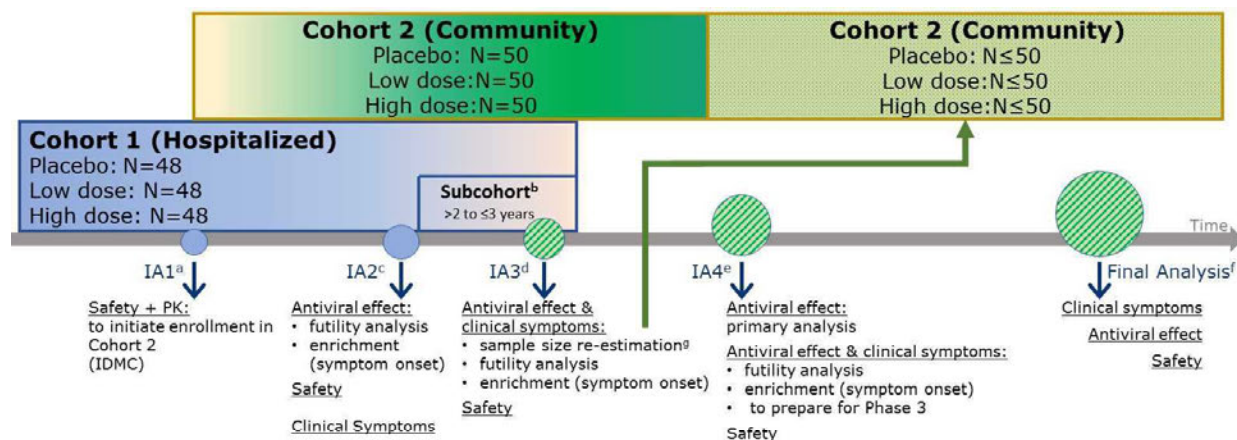 Cohort 2 (Community)
Placebo: N=50
Low dose:N=50
High dose:N=50
Cohort 2 (Community)
Placebo: N≤50
Low dose:N≤50
High dose:N≤50
Cohort 1 (Hospitalized)
Placebo: N=48
Low dose: N=48
High dose: N=48
Subcohortᵇ
>2 to ≤3 years
Time
IA1ᵃ
Safety + PK:
to initiate enrollment in
Cohort 2
(IDMC)
IA2ᶜ
Antiviral effect:
• futility analysis
• enrichment
(symptom onset)
Safety
Clinical Symptoms
IA3ᵈ
Antiviral effect &
clinical symptoms:
• sample size re-estimationᵍ
• futility analysis
• enrichment (symptom onset)
Safety
IA4ᵉ
Antiviral effect:
primary analysis
Antiviral effect & clinical symptoms:
• futility analysis
• enrichment (symptom onset)
• to prepare for Phase 3
Safety
Final Analysisᶠ
Clinical symptoms
Antiviral effect
Safety